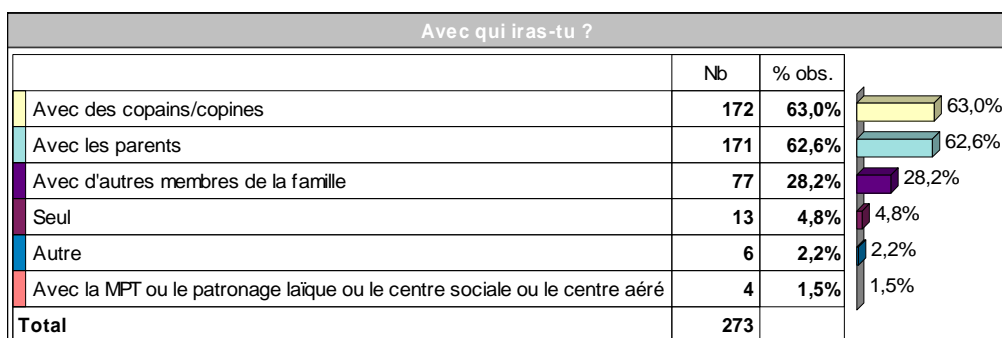 Avec qui iras-tu ?
Nb % obs.
Avec des copains/copines 172 63,0% 63,0%
Avec les parents 171 62,6% 62,6%
Avec d'autres membres de la famille 77 28,2% 28,2%
Seul 13 4,8% 4,8%
Autre 6 2,2% 2,2%
Avec la MPT ou le patronage laïque ou le centre sociale ou le centre aéré 4 1,5% 1,5%
Total 273